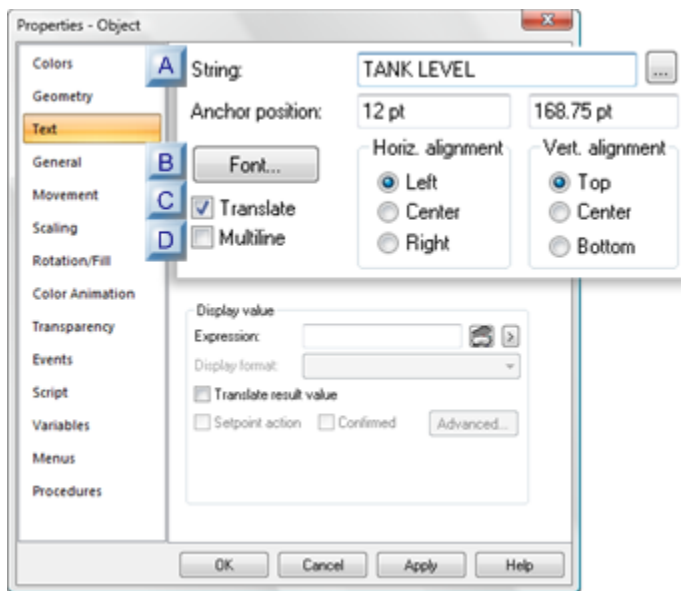 Properties - Object
Colors
Geometry
Text
General
Movement
Scaling
Rotation/Fill
Color Animation
Transparency
Events
Script
Variables
Menus
Procedures
A String: TANK LEVEL ...
Anchor position: 12 pt 168.75 pt
B Font...
C Translate
D Multiline
Horiz. alignment
Left
Center
Right
Vert. alignment
Top
Center
Bottom
Display value
Expression: >
Display format:
Translate result value
Setpoint action Confirmed Advanced...
OK Cancel Apply Help